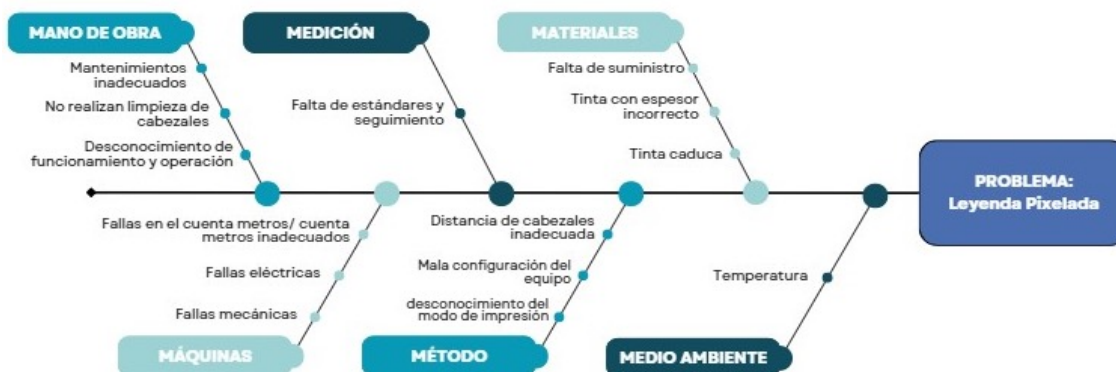 MANO DE OBRA
MEDICIÓN
MATERIALES
Mantenimientos
inadecuados
No realizan limpieza de
cabezales
Desconocimiento de
funcionamiento y operación
Falta de estándares y
seguimiento
Falta de suministro
Tinta con espesor
incorrecto
Tinta caduca
PROBLEMA:
Leyenda Pixelada
Fallas en el cuenta metros/ cuenta
metros inadecuados
Fallas eléctricas
Fallas mecánicas
Distancia de cabezales
inadecuada
Mala configuración del
equipo
desconocimiento del
modo de impresión
Temperatura
MÁQUINAS
MÉTODO
MEDIO AMBIENTE